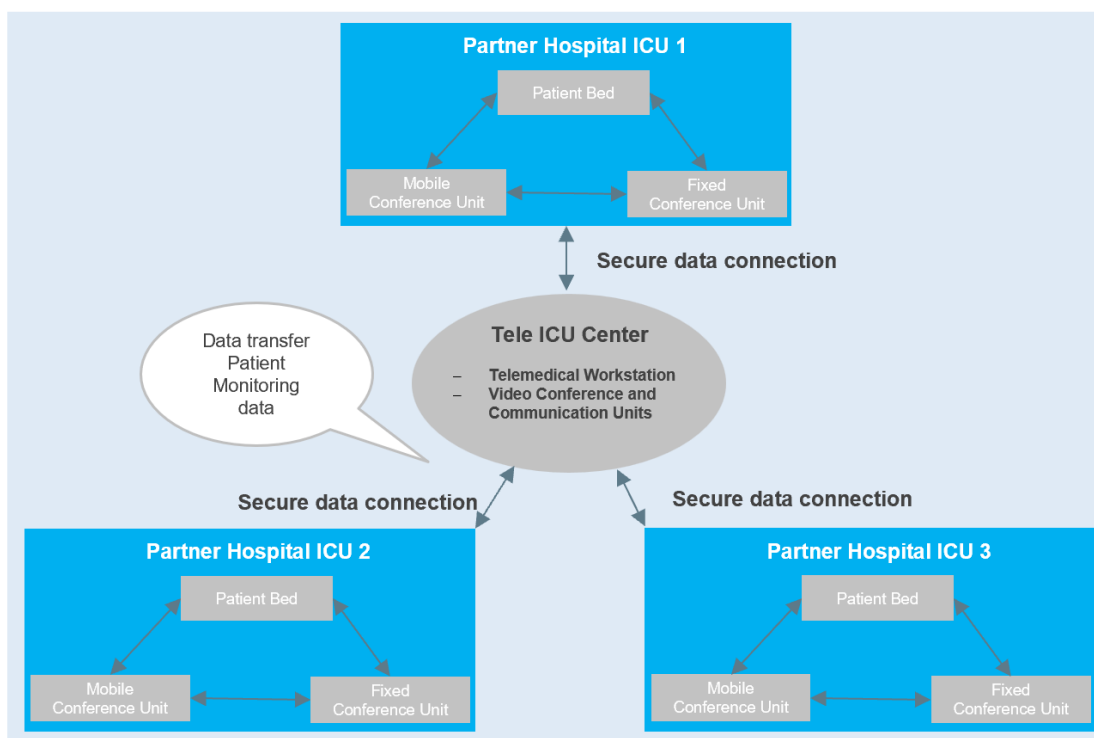 Partner Hospital ICU 1
Patient Bed
Mobile
Conference Unit
Fixed
Conference Unit
Secure data connection
Data transfer
Patient
Monitoring
data
Tele ICU Center
– Telemedical Workstation
– Video Conference and
Communication Units
Secure data connection
Secure data connection
Partner Hospital ICU 2
Patient Bed
Mobile
Conference Unit
Fixed
Conference Unit
Partner Hospital ICU 3
Patient Bed
Mobile
Conference Unit
Fixed
Conference Unit